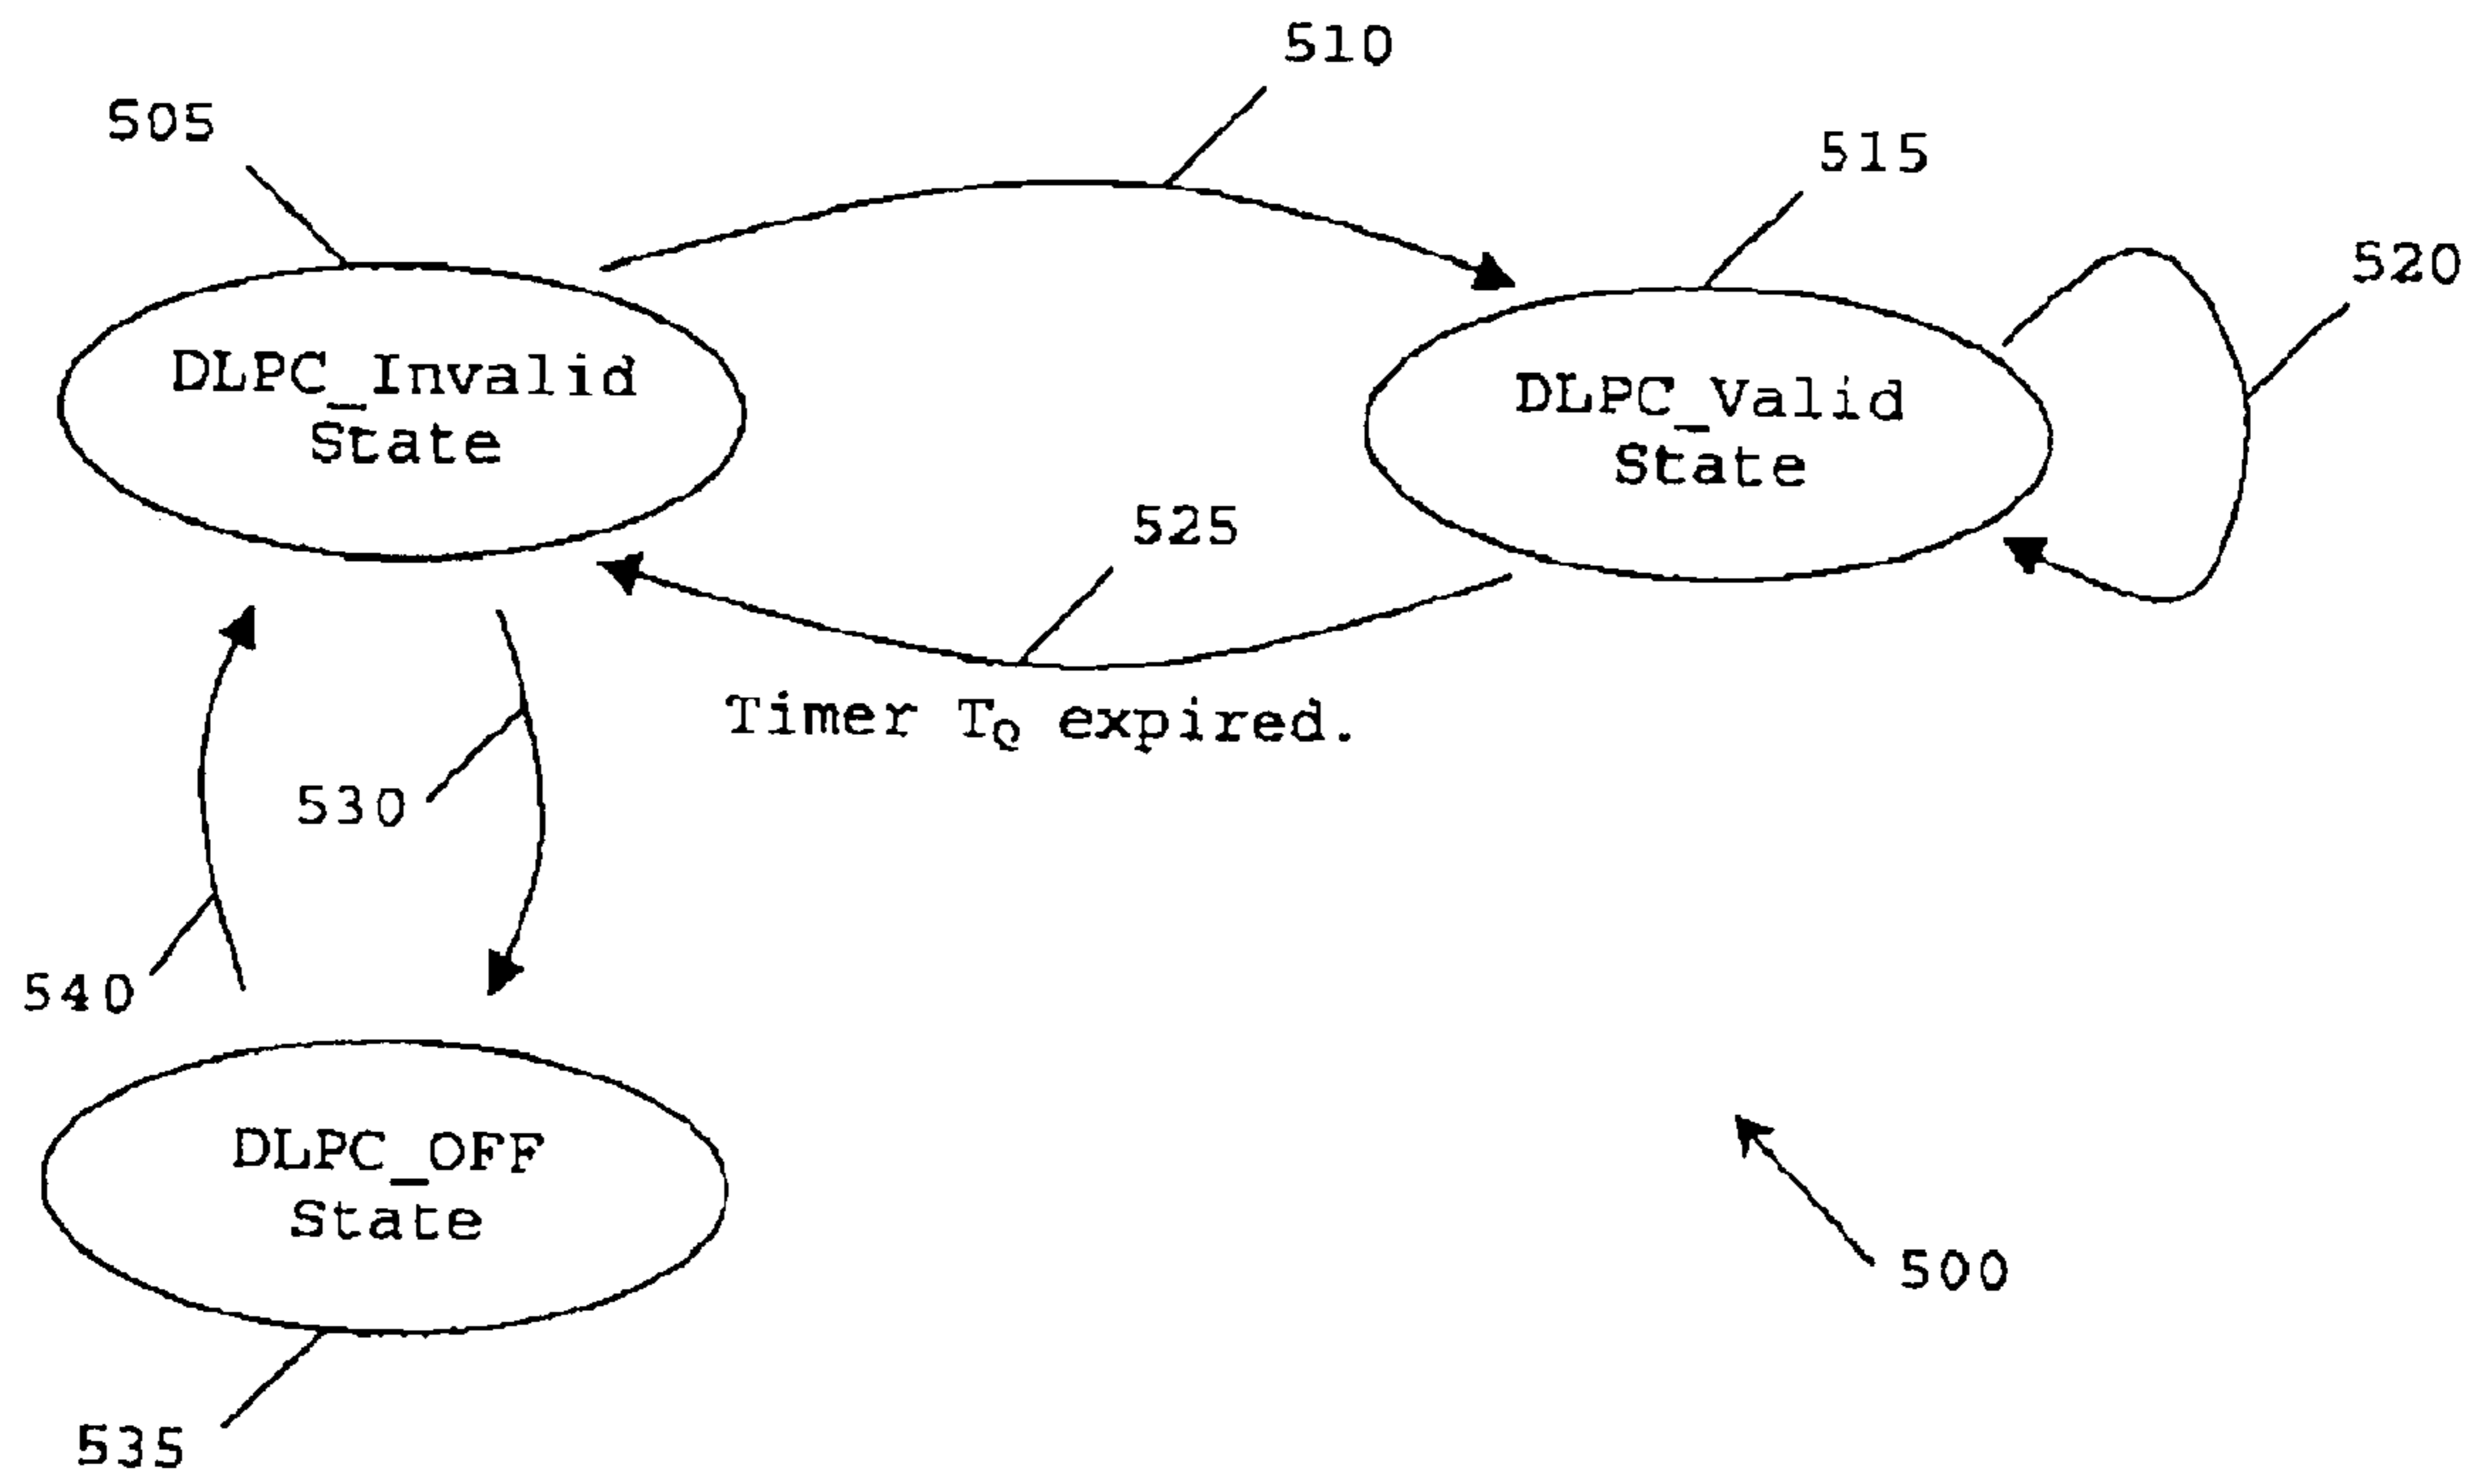 510
505
515
520
DLPC_Invalid
State
DLPC_Valid
State
525
Timer TQ expired.
530
540
DLPC_OFF
State
500
535